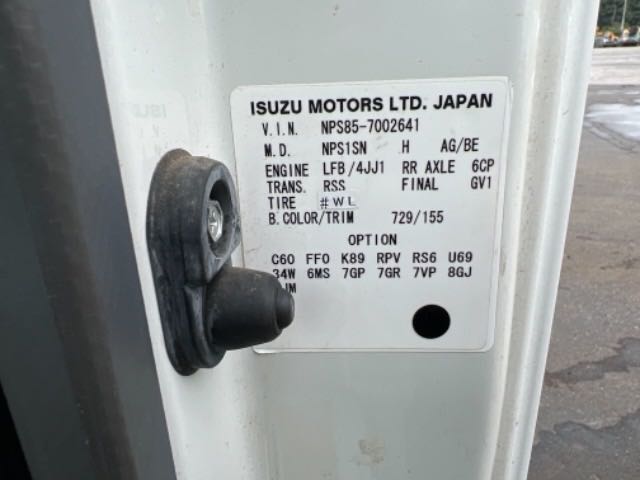 ISUZU MOTORS LTD. JAPAN
V.I.N. NPS85-7002641
M.D. NPS1SN H AG/BE
ENGINE LFB/4JJ1 RR AXLE 6CP
TRANS. RSS FINAL GV1
TIRE #WL
B.COLOR/TRIM 729/155
OPTION
C60 FF0 K89 RPV RS6 U69
34W 6MS 7GP 7GR 7VP 8GJ